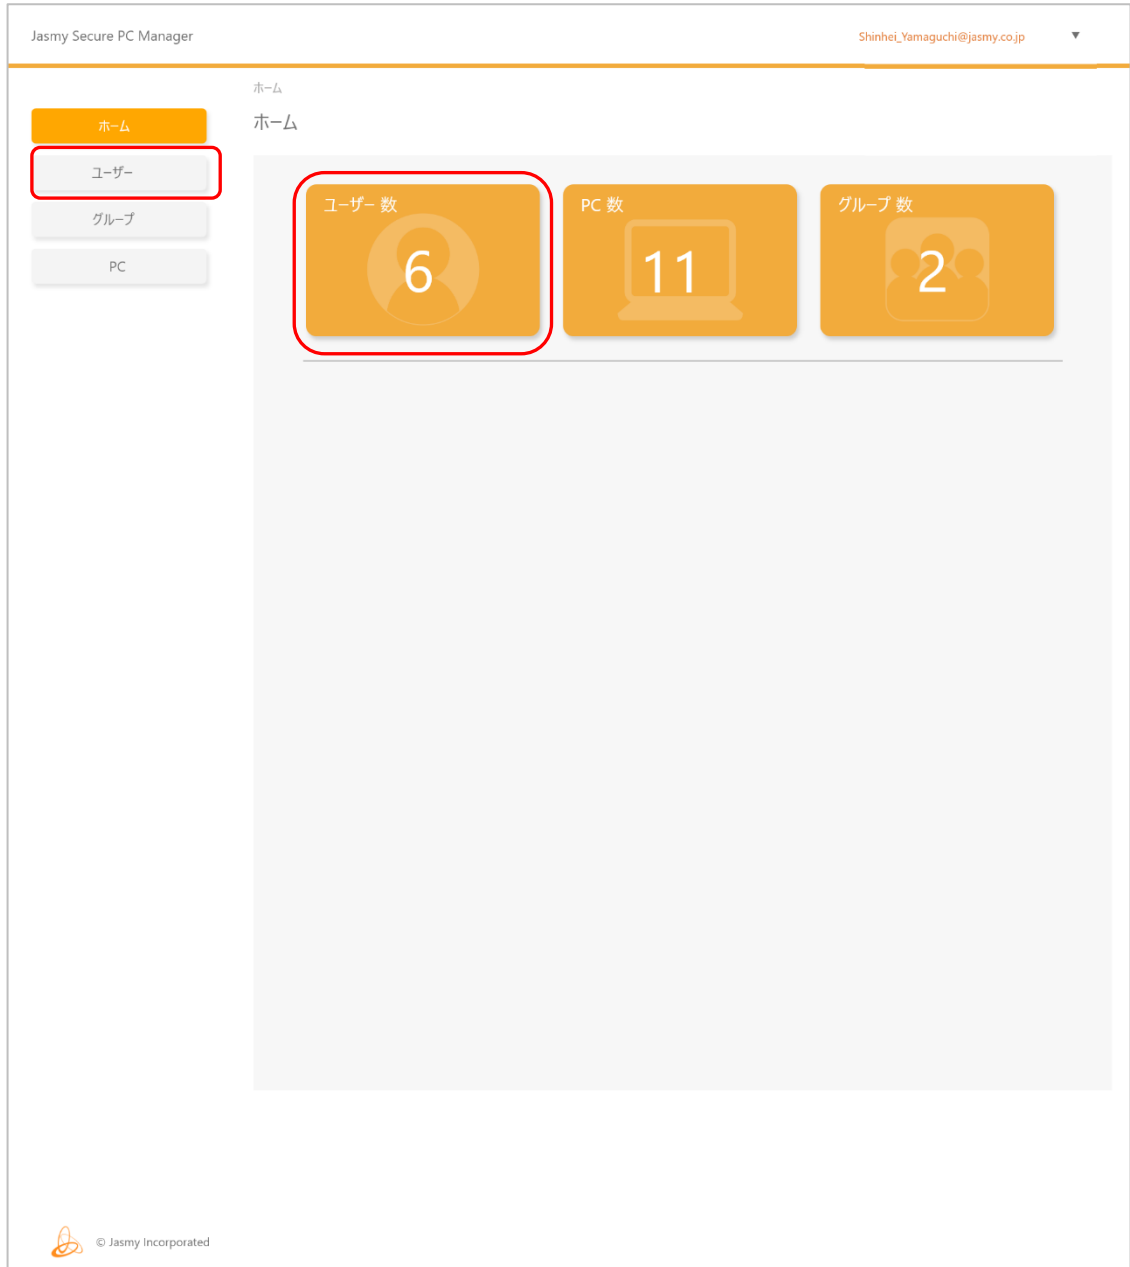 Jasmy Secure PC Manager
Shinhei_Yamaguchi@jasmy.co.jp ▼
ホーム
ホーム
ホーム
ユーザー
グループ
PC
ユーザー 数
6
PC 数
11
グループ 数
2
© Jasmy Incorporated